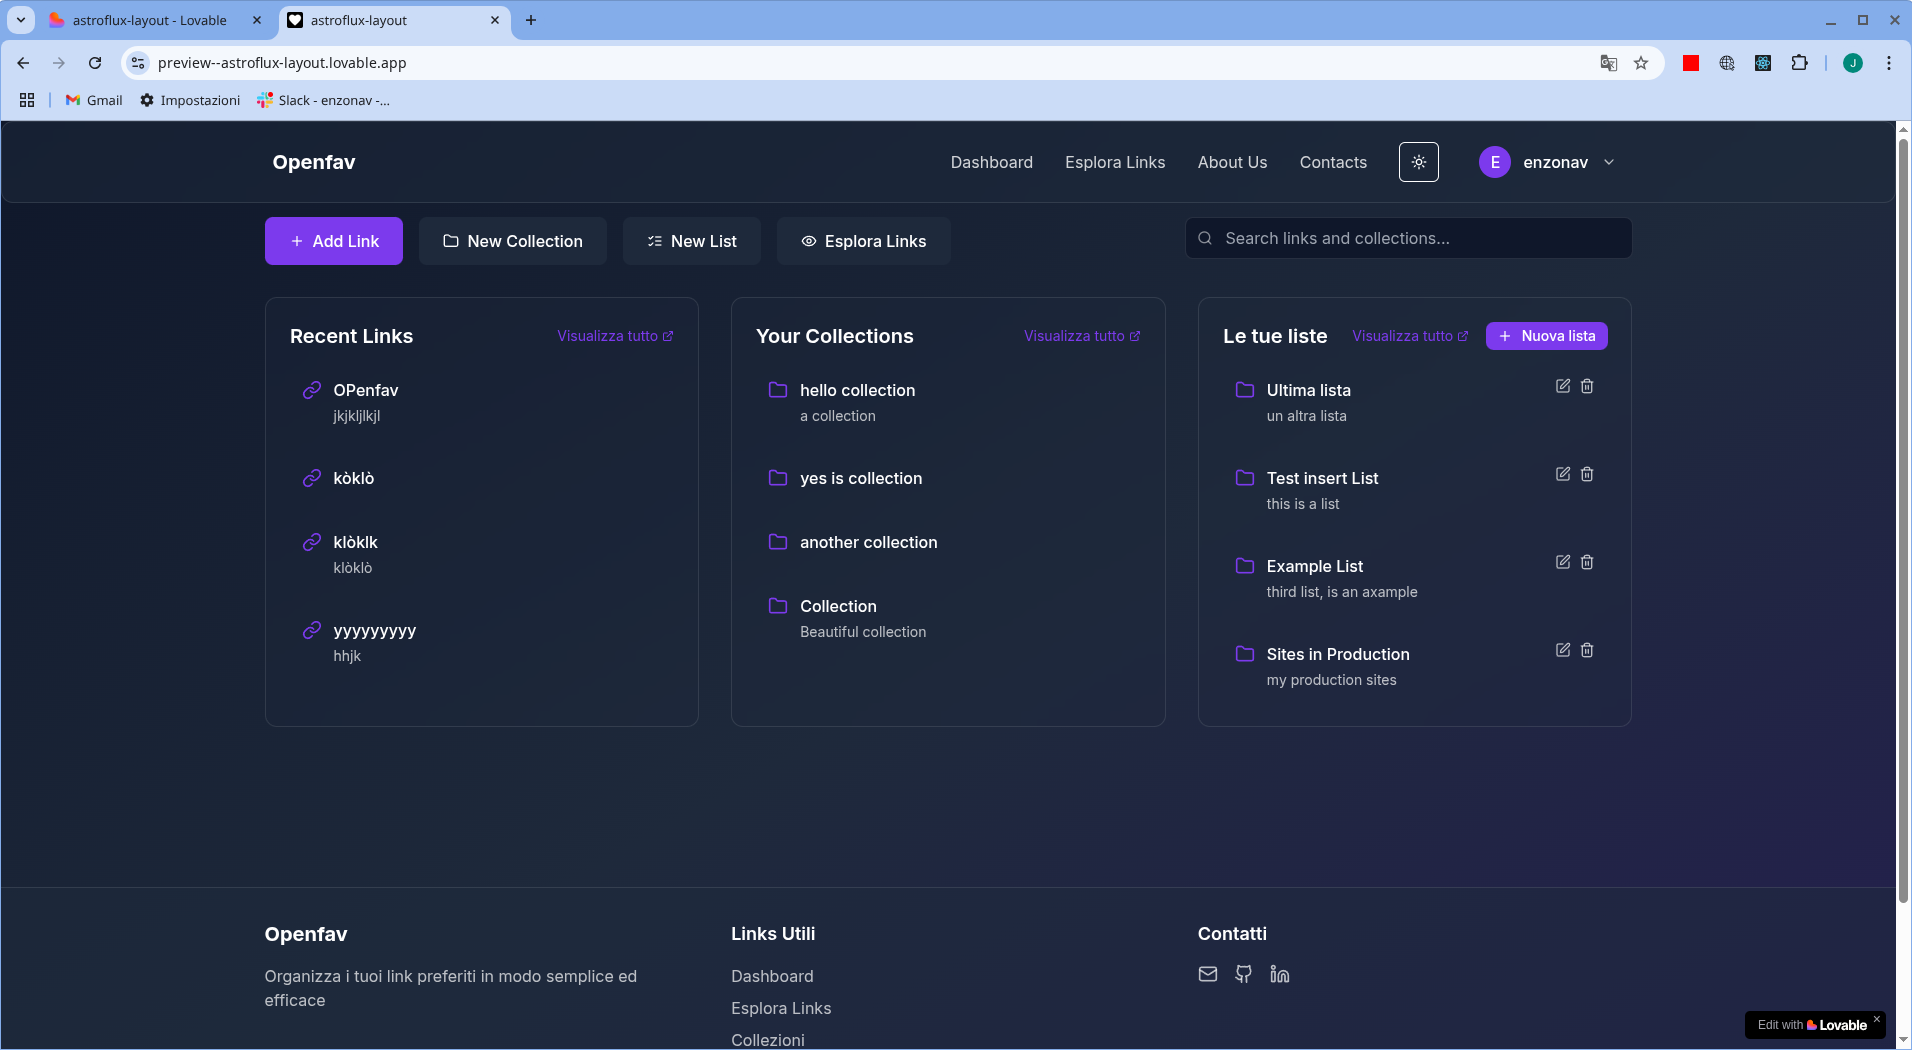 astroflux-layout - Lovable
astroflux-layout
preview--astroflux-layout.lovable.app
J
Gmail
Impostazioni
Slack - enzonav -...
Openfav
Dashboard
Esplora Links
About Us
Contacts
E
enzonav
Add Link
New Collection
New List
Esplora Links
Search links and collections...
Recent Links
Visualizza tutto
OPenfav
jkjkljlkjl
kòklò
klòklk
klòklò
yyyyyyyyy
hhjk
Your Collections
Visualizza tutto
hello collection
a collection
yes is collection
another collection
Collection
Beautiful collection
Le tue liste
Visualizza tutto
Nuova lista
Ultima lista
un altra lista
Test insert List
this is a list
Example List
third list, is an axample
Sites in Production
my production sites
Openfav
Organizza i tuoi link preferiti in modo semplice ed
efficace
Links Utili
Dashboard
Esplora Links
Collezioni
Contatti
Edit with Lovable